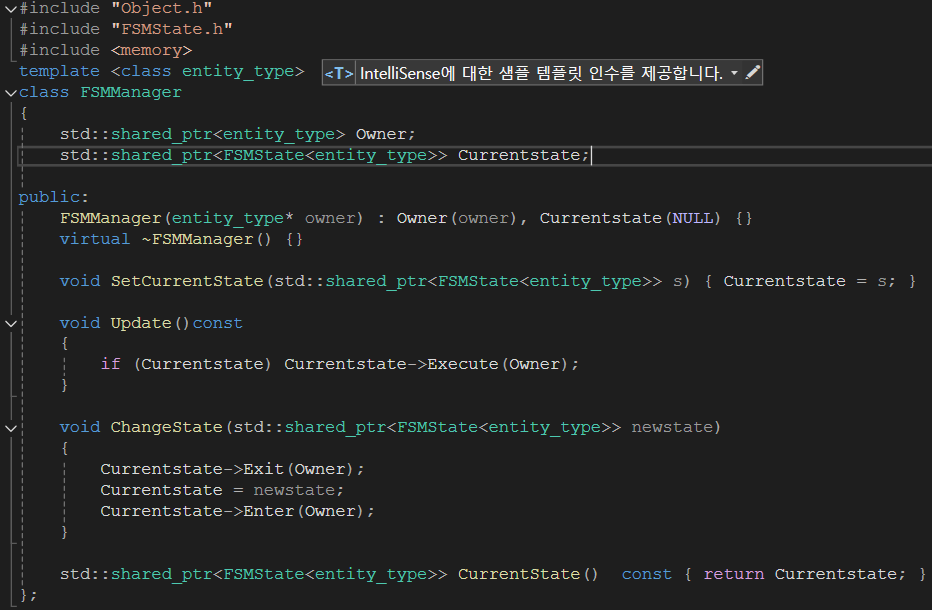 #include "Object.h"
#include "FSMState.h"
#include <memory>
template <class entity_type> <T> IntelliSense에 대한 샘플 템플릿 인수를 제공합니다.
class FSMManager
{
    std::shared_ptr<entity_type> Owner;
    std::shared_ptr<FSMState<entity_type>> Currentstate;
public:
    FSMManager(entity_type* owner) : Owner(owner), Currentstate(NULL) {}
    virtual ~FSMManager() {}
    void SetCurrentState(std::shared_ptr<FSMState<entity_type>> s) { Currentstate = s; }
    void Update()const
    {
        if (Currentstate) Currentstate->Execute(Owner);
    }
    void ChangeState(std::shared_ptr<FSMState<entity_type>> newstate)
    {
        Currentstate->Exit(Owner);
        Currentstate = newstate;
        Currentstate->Enter(Owner);
    }
    std::shared_ptr<FSMState<entity_type>> CurrentState()  const { return Currentstate; }
};